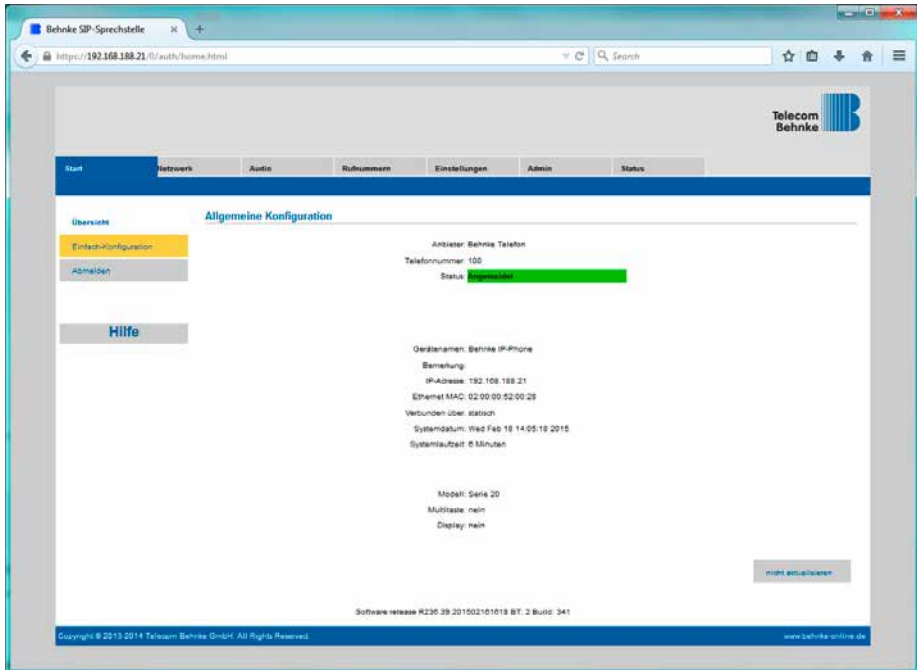 Behnke SIP-Sprechstelle
https://192.168.188.21/0/auth/home.html
Search
Telecom
Behnke
Start Netzwerk Audio Rufnummern Einstellungen Admin Status
Übersicht
Einfach-Konfiguration
Abmelden
Hilfe
Allgemeine Konfiguration
Anbieter: Behnke Telefon
Telefonnummer: 100
Status: Angemeldet
Gerätenamen: Behnke IP-Phone
Bemerkung:
IP-Adresse: 192.168.188.21
Ethernet MAC: 02:00:00:52:00:28
Verbunden über: statisch
Systemdatum: Wed Feb 18 14:05:18 2015
Systemlaufzeit: 6 Minuten
Modell: Serie 20
Multitaste: nein
Display: nein
nicht aktualisieren
Software release R236.39.201502161618 BT: 2 Build: 341
Copyright © 2013-2014 Telecom Behnke GmbH. All Rights Reserved.
www.behnke-online.de